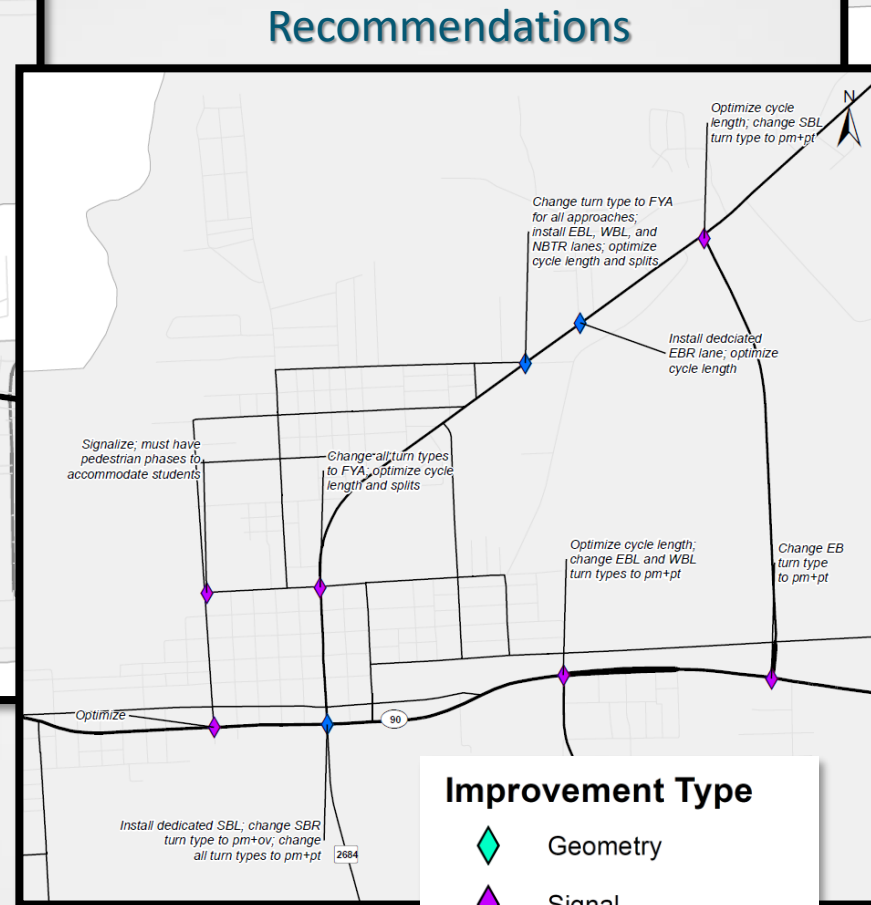 Recommendations
N
Optimize cycle
length; change SBL
turn type to pm+pt
Change turn type to FYA
for all approaches;
install EBL, WBL, and
NBTR lanes; optimize
cycle length and splits
Install dedciated
EBR lane; optimize
cycle length
Signalize; must have
pedestrian phases to
accommodate students
Change all turn types
to FYA; optimize cycle
length and splits
Optimize cycle length;
change EBL and WBL
turn types to pm+pt
Change EB
turn type
to pm+pt
Optimize
90
Install dedicated SBL; change SBR
turn type to pm+ov; change
all turn types to pm+pt
2684
Improvement Type
Geometry
Signal